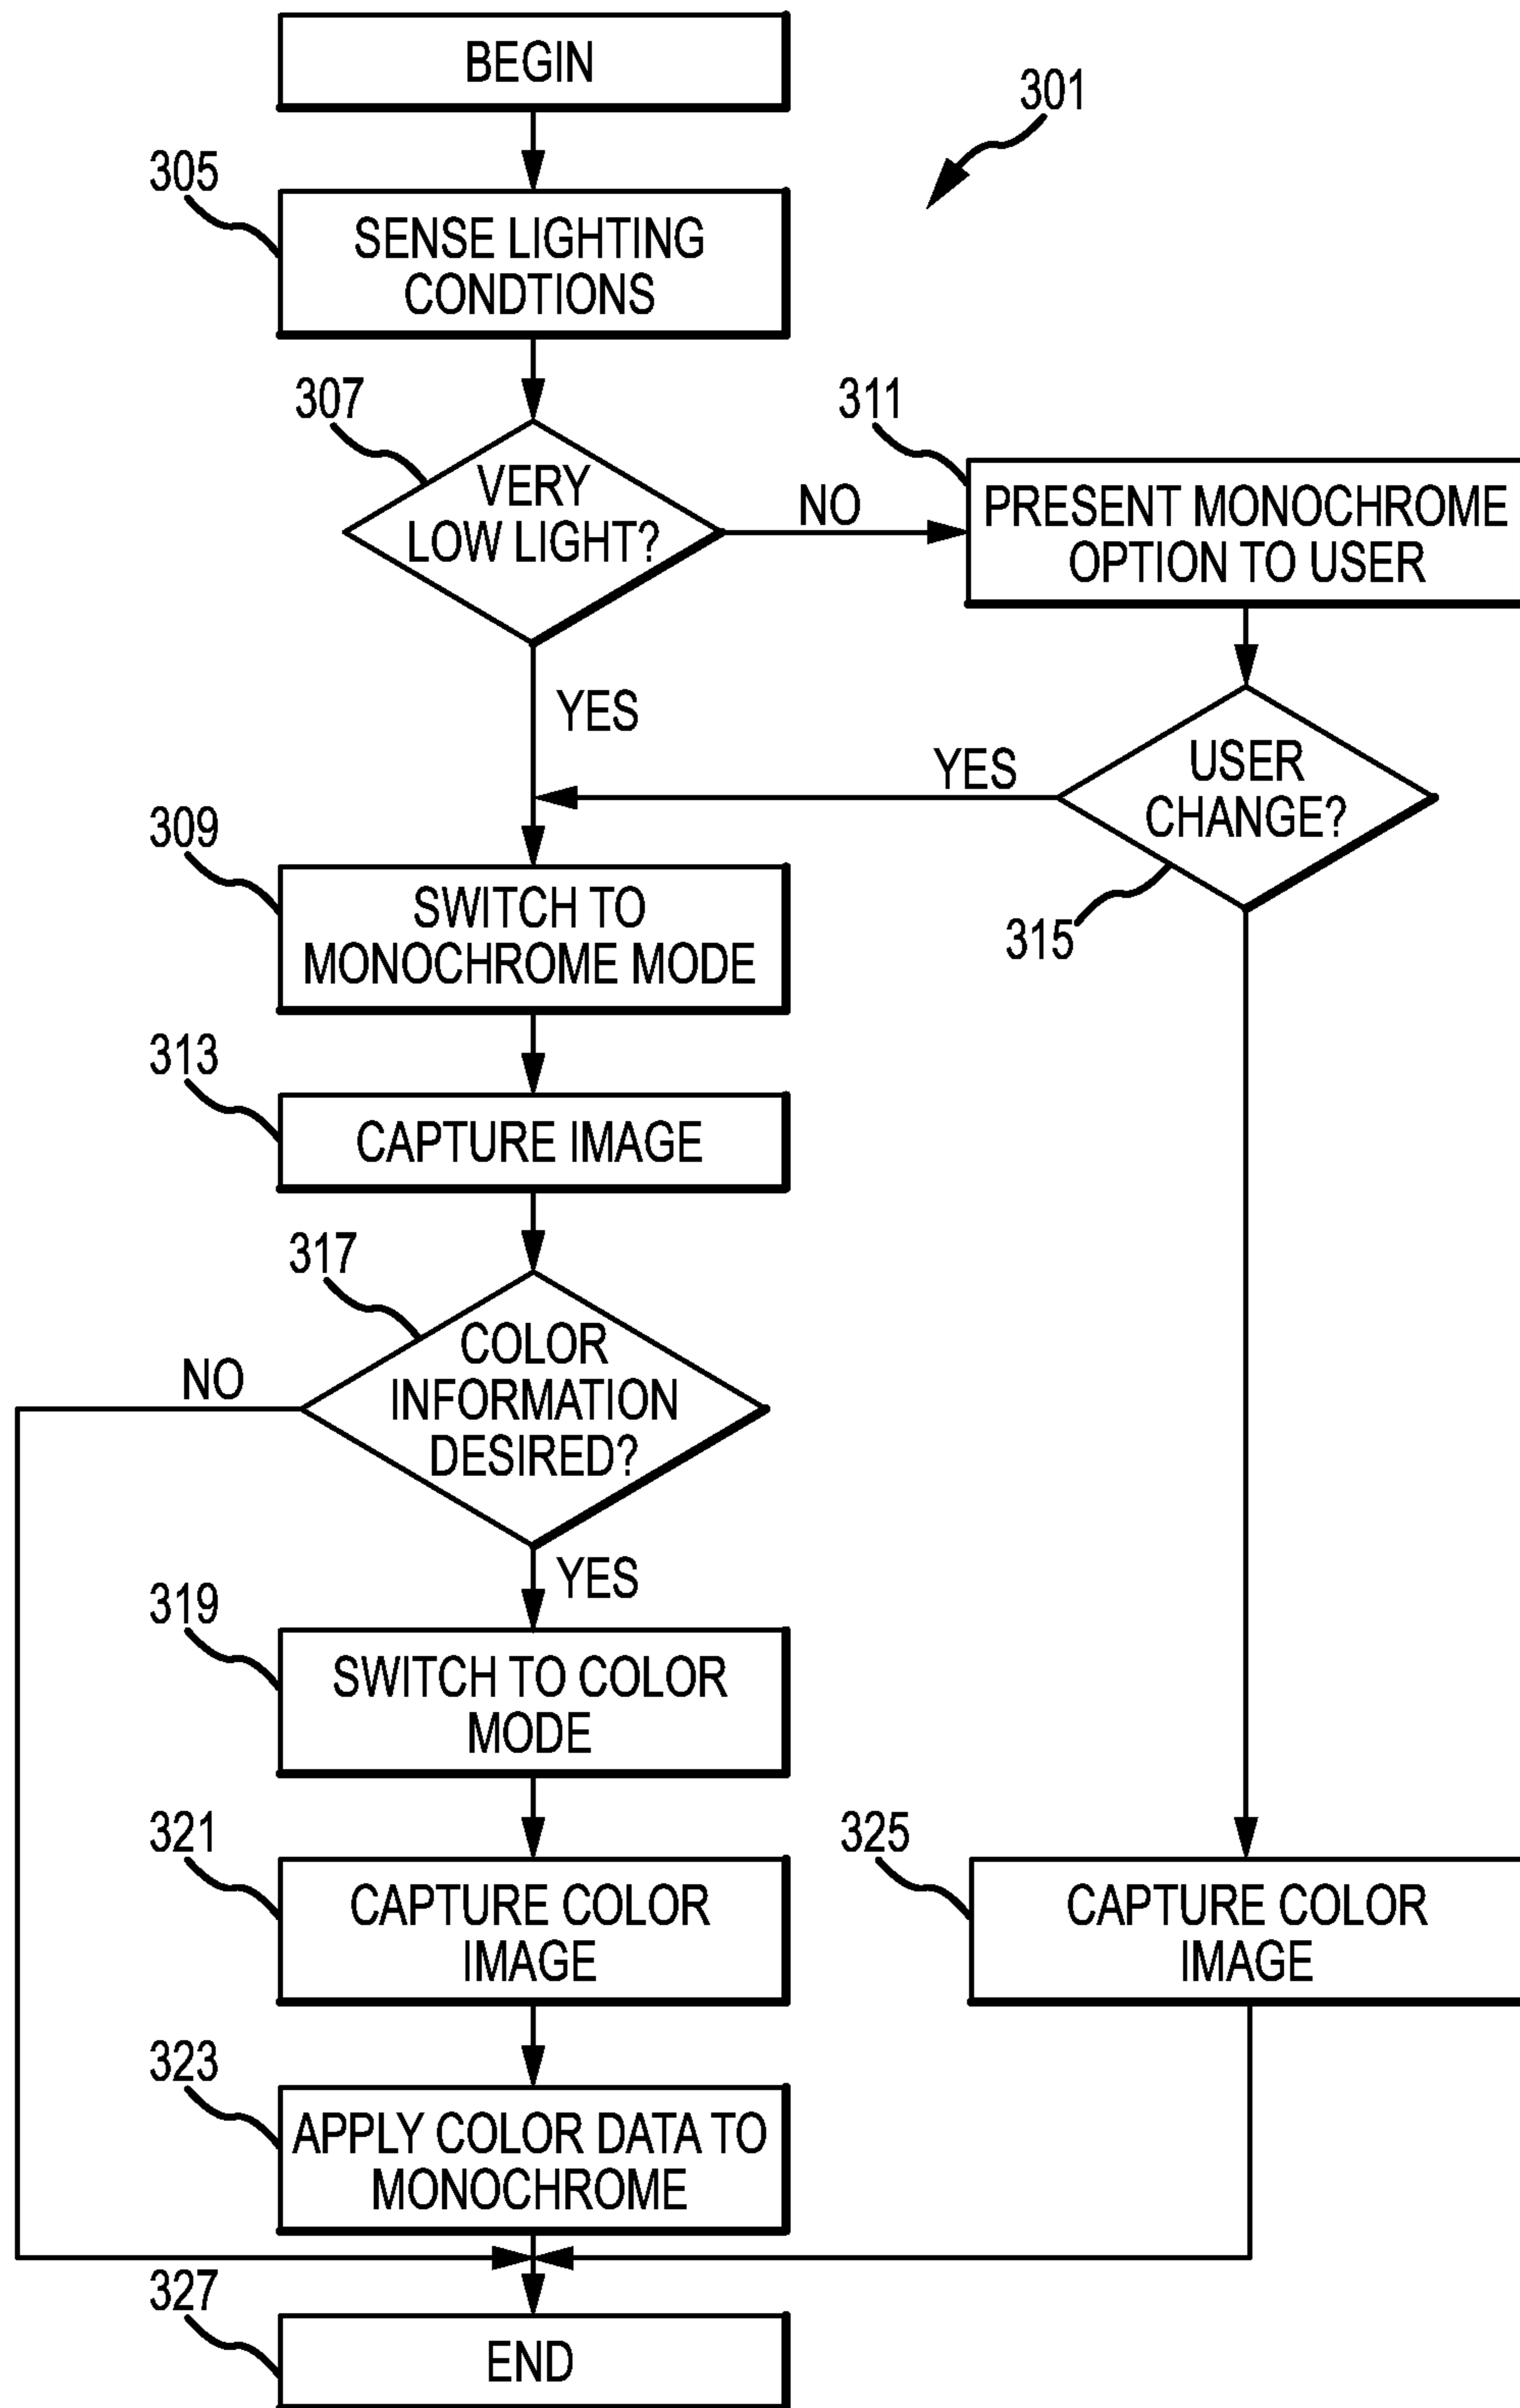 BEGIN
301
305
SENSE LIGHTING
CONDTIONS
307
VERY
LOW LIGHT?
NO
311
PRESENT MONOCHROME
OPTION TO USER
YES
YES
USER
CHANGE?
315
309
SWITCH TO
MONOCHROME MODE
313
CAPTURE IMAGE
317
COLOR
INFORMATION
DESIRED?
NO
YES
319
SWITCH TO COLOR
MODE
321
CAPTURE COLOR
IMAGE
325
CAPTURE COLOR
IMAGE
323
APPLY COLOR DATA TO
MONOCHROME
327
END